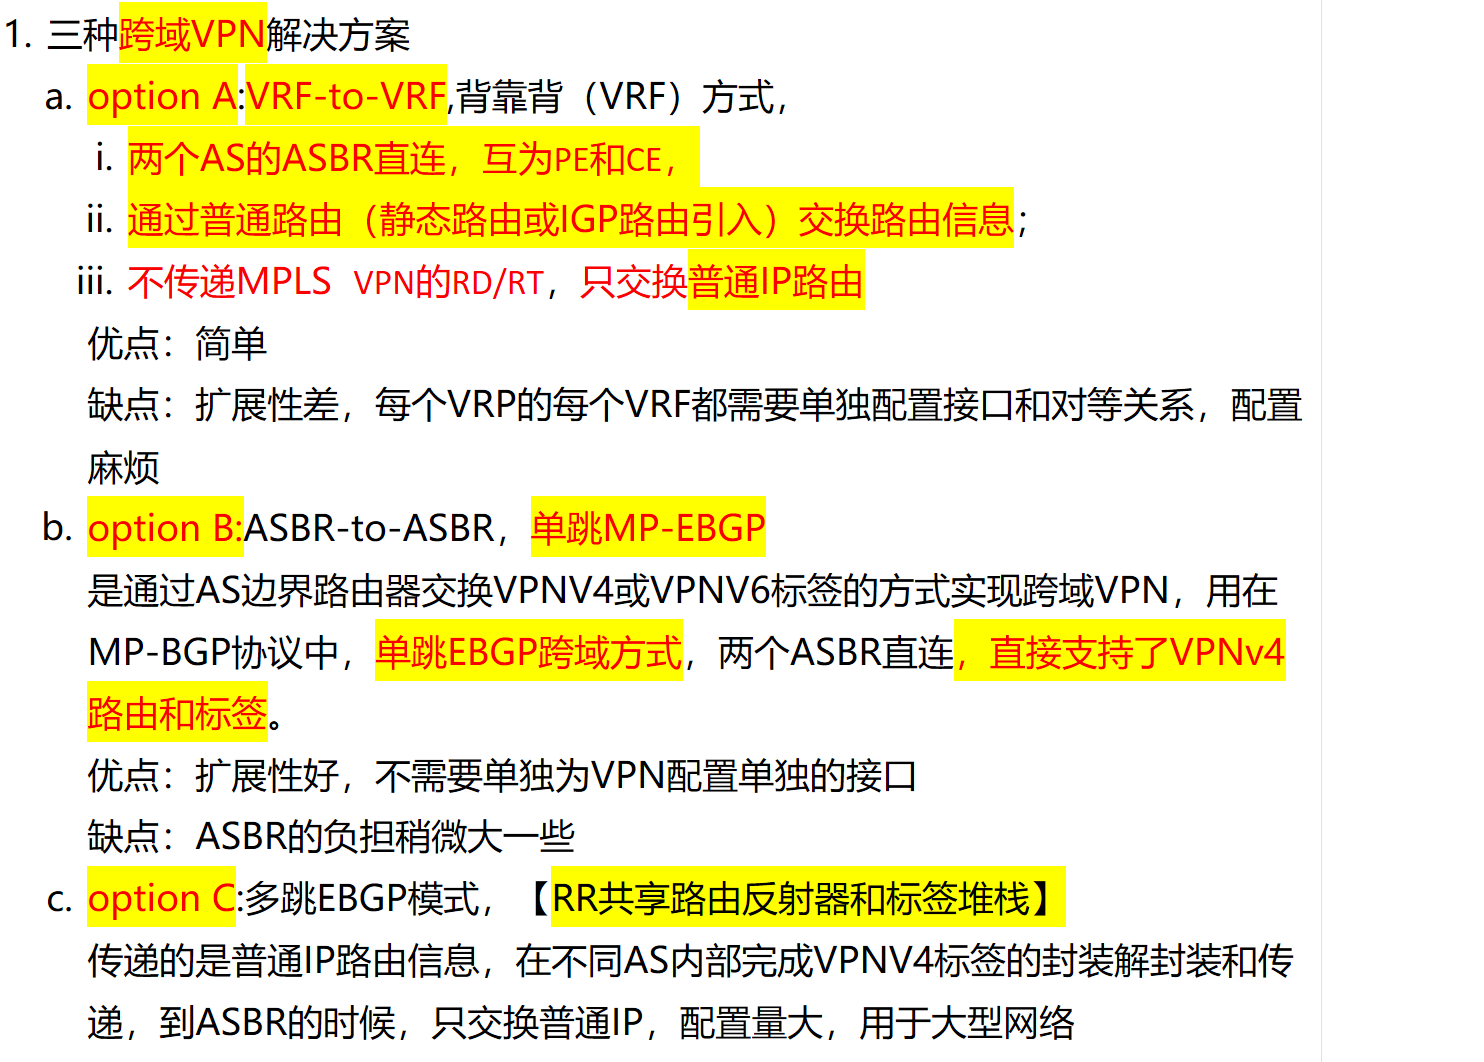 1. 三种跨域VPN解决方案
a. option A:VRF-to-VRF,背靠背（VRF）方式，
i. 两个AS的ASBR直连，互为PE和CE，
ii. 通过普通路由（静态路由或IGP路由引入）交换路由信息；
iii. 不传递MPLS VPN的RD/RT，只交换普通IP路由
优点：简单
缺点：扩展性差，每个VRP的每个VRF都需要单独配置接口和对等关系，配置
麻烦
b. option B:ASBR-to-ASBR，单跳MP-EBGP
是通过AS边界路由器交换VPNV4或VPNV6标签的方式实现跨域VPN，用在
MP-BGP协议中，单跳EBGP跨域方式，两个ASBR直连，直接支持了VPNv4
路由和标签。
优点：扩展性好，不需要单独为VPN配置单独的接口
缺点：ASBR的负担稍微大一些
c. option C:多跳EBGP模式，【RR共享路由反射器和标签堆栈】
传递的是普通IP路由信息，在不同AS内部完成VPNV4标签的封装解封装和传
递，到ASBR的时候，只交换普通IP，配置量大，用于大型网络